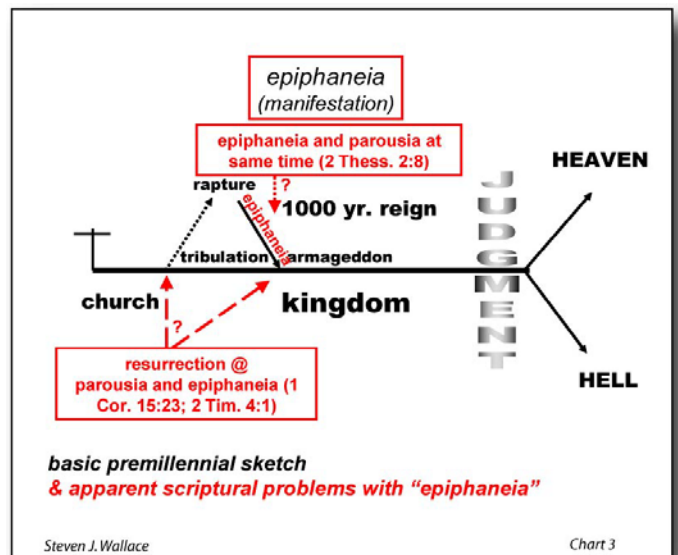 epiphaneia
(manifestation)
epiphaneia and parousia at
same time (2 Thess. 2:8)
rapture
?
1000 yr. reign
epiphaneia
tribulation
armageddon
church
kingdom
?
resurrection @
parousia and epiphaneia (1
Cor. 15:23; 2 Tim. 4:1)
JUDGMENT
HEAVEN
HELL
basic premillennial sketch
& apparent scriptural problems with “epiphaneia”
Steven J. Wallace
Chart 3